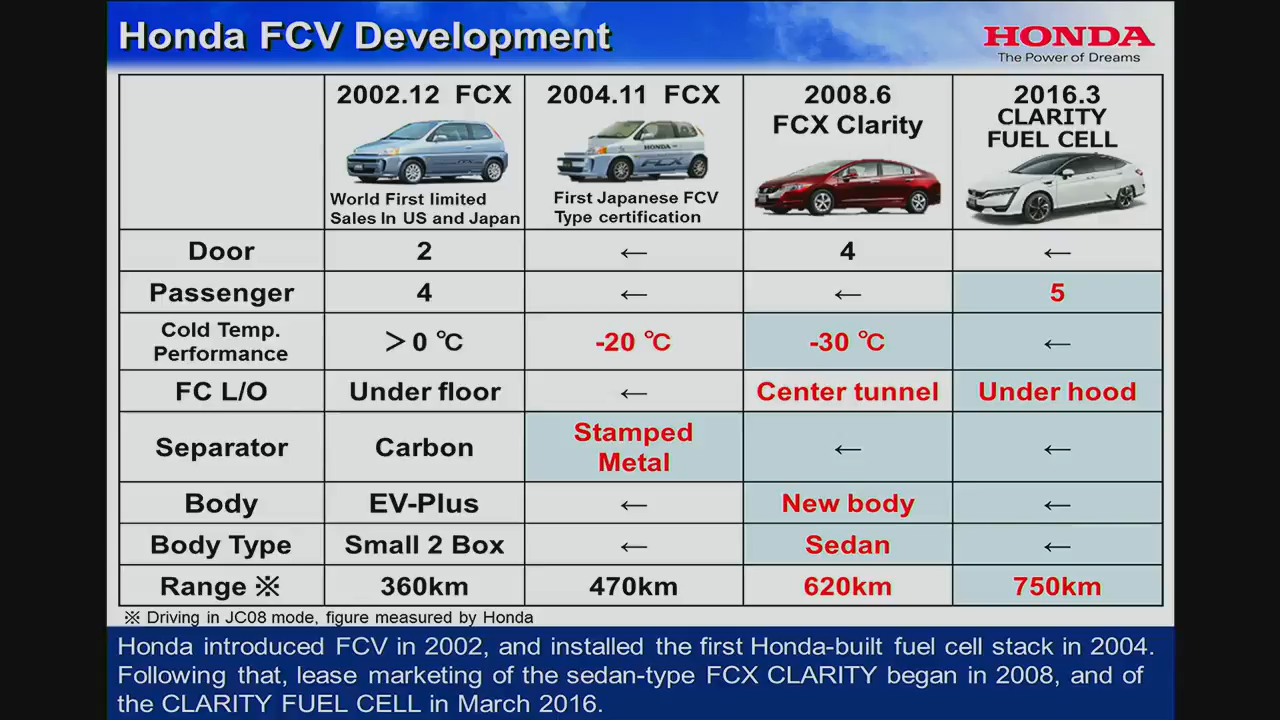 Honda FCV Development
HONDA
The Power of Dreams
2002.12 FCX
World First limited
Sales In US and Japan
2004.11 FCX
HONDA
FCX
First Japanese FCV
Type certification
2008.6
FCX Clarity
2016.3
CLARITY
FUEL CELL
Door 2 ← 4 ←
Passenger 4 ← ← 5
Cold Temp.
Performance
>0 ℃ -20 ℃ -30 ℃ ←
FC L/O Under floor ← Center tunnel Under hood
Separator Carbon
Stamped
Metal
← ←
Body EV-Plus ← New body ←
Body Type Small 2 Box ← Sedan ←
Range ※ 360km 470km 620km 750km
※ Driving in JC08 mode, figure measured by Honda
Honda introduced FCV in 2002, and installed the first Honda-built fuel cell stack in 2004.
Following that, lease marketing of the sedan-type FCX CLARITY began in 2008, and of
the CLARITY FUEL CELL in March 2016.